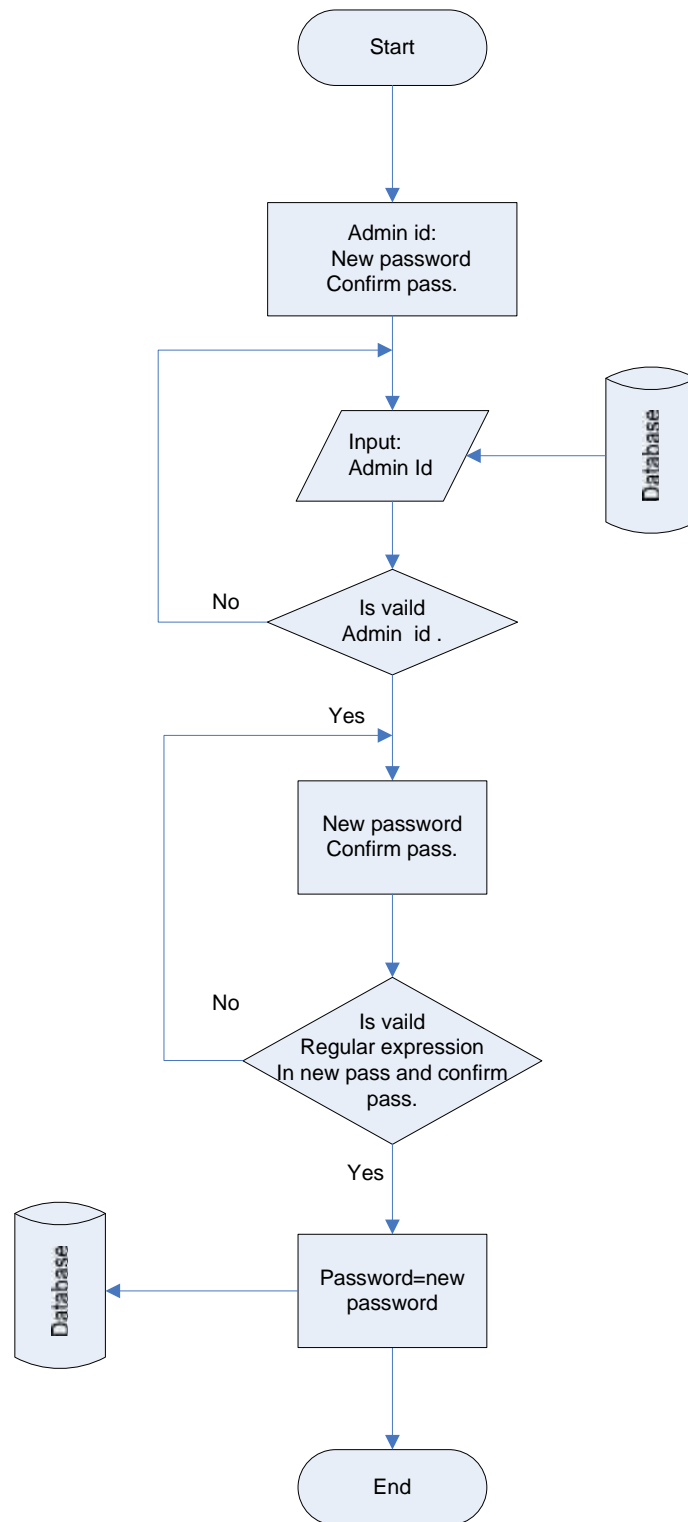 Start
Admin id:
New password
Confirm pass.
Input:
Admin Id
Database
No
Is vaild
Admin id .
Yes
New password
Confirm pass.
No
Is vaild
Regular expression
In new pass and confirm
pass.
Yes
Database
Password=new
password
End